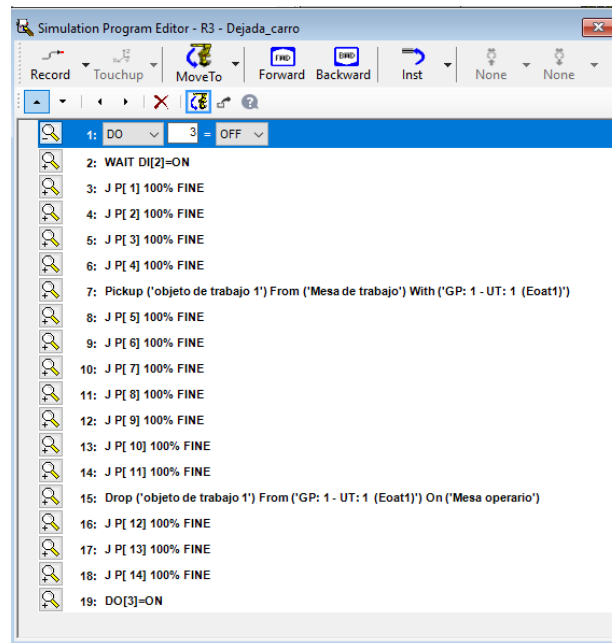 Simulation Program Editor - R3 - Dejada_carro
FWD BWD
Record Touchup MoveTo Forward Backward Inst None None
1: DO 3 = OFF
2: WAIT DI[2]=ON
3: J P[ 1] 100% FINE
4: J P[ 2] 100% FINE
5: J P[ 3] 100% FINE
6: J P[ 4] 100% FINE
7: Pickup ('objeto de trabajo 1') From ('Mesa de trabajo') With ('GP: 1 - UT: 1 (Eoat1)')
8: J P[ 5] 100% FINE
9: J P[ 6] 100% FINE
10: J P[ 7] 100% FINE
11: J P[ 8] 100% FINE
12: J P[ 9] 100% FINE
13: J P[ 10] 100% FINE
14: J P[ 11] 100% FINE
15: Drop ('objeto de trabajo 1') From ('GP: 1 - UT: 1 (Eoat1)') On ('Mesa operario')
16: J P[ 12] 100% FINE
17: J P[ 13] 100% FINE
18: J P[ 14] 100% FINE
19: DO[3]=ON